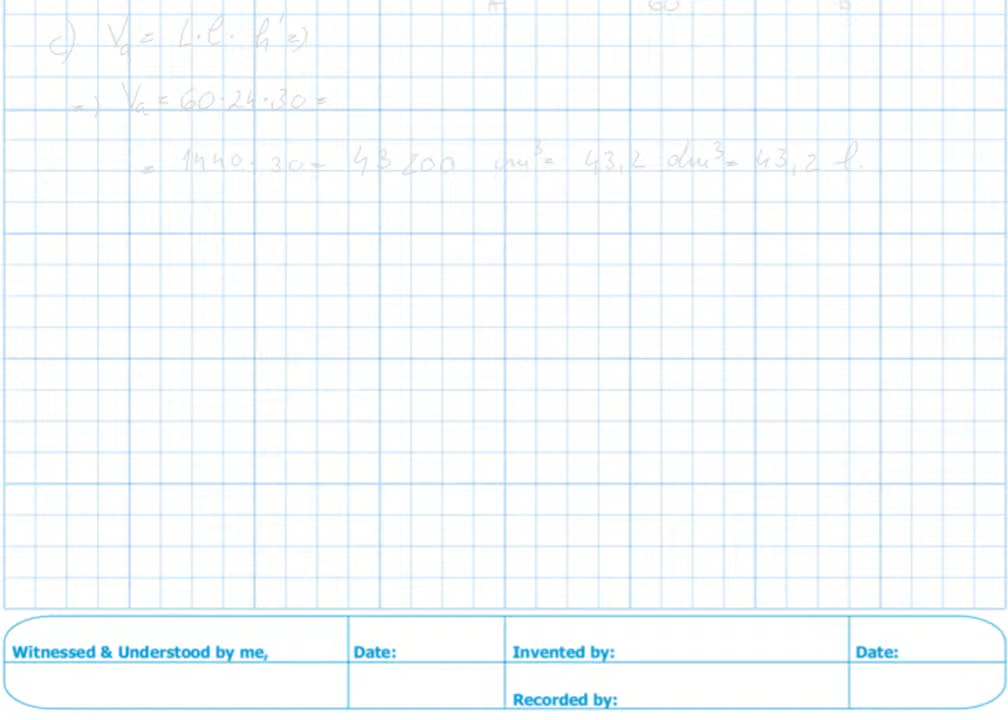 A 60 B
c) Va = L·l·h' =)
=) Va = 60·24·30 =
= 1440·30 = 43 200 cm³ = 43,2 dm³ = 43,2 l.
Witnessed & Understood by me, Date: Invented by: Date:
Recorded by: